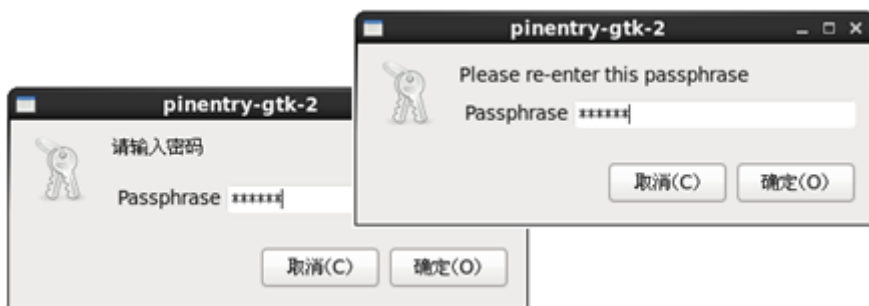 pinentry-gtk-2
请输入密码
Passphrase ******
取消(C)
确定(O)
pinentry-gtk-2
Please re-enter this passphrase
Passphrase ******
取消(C)
确定(O)